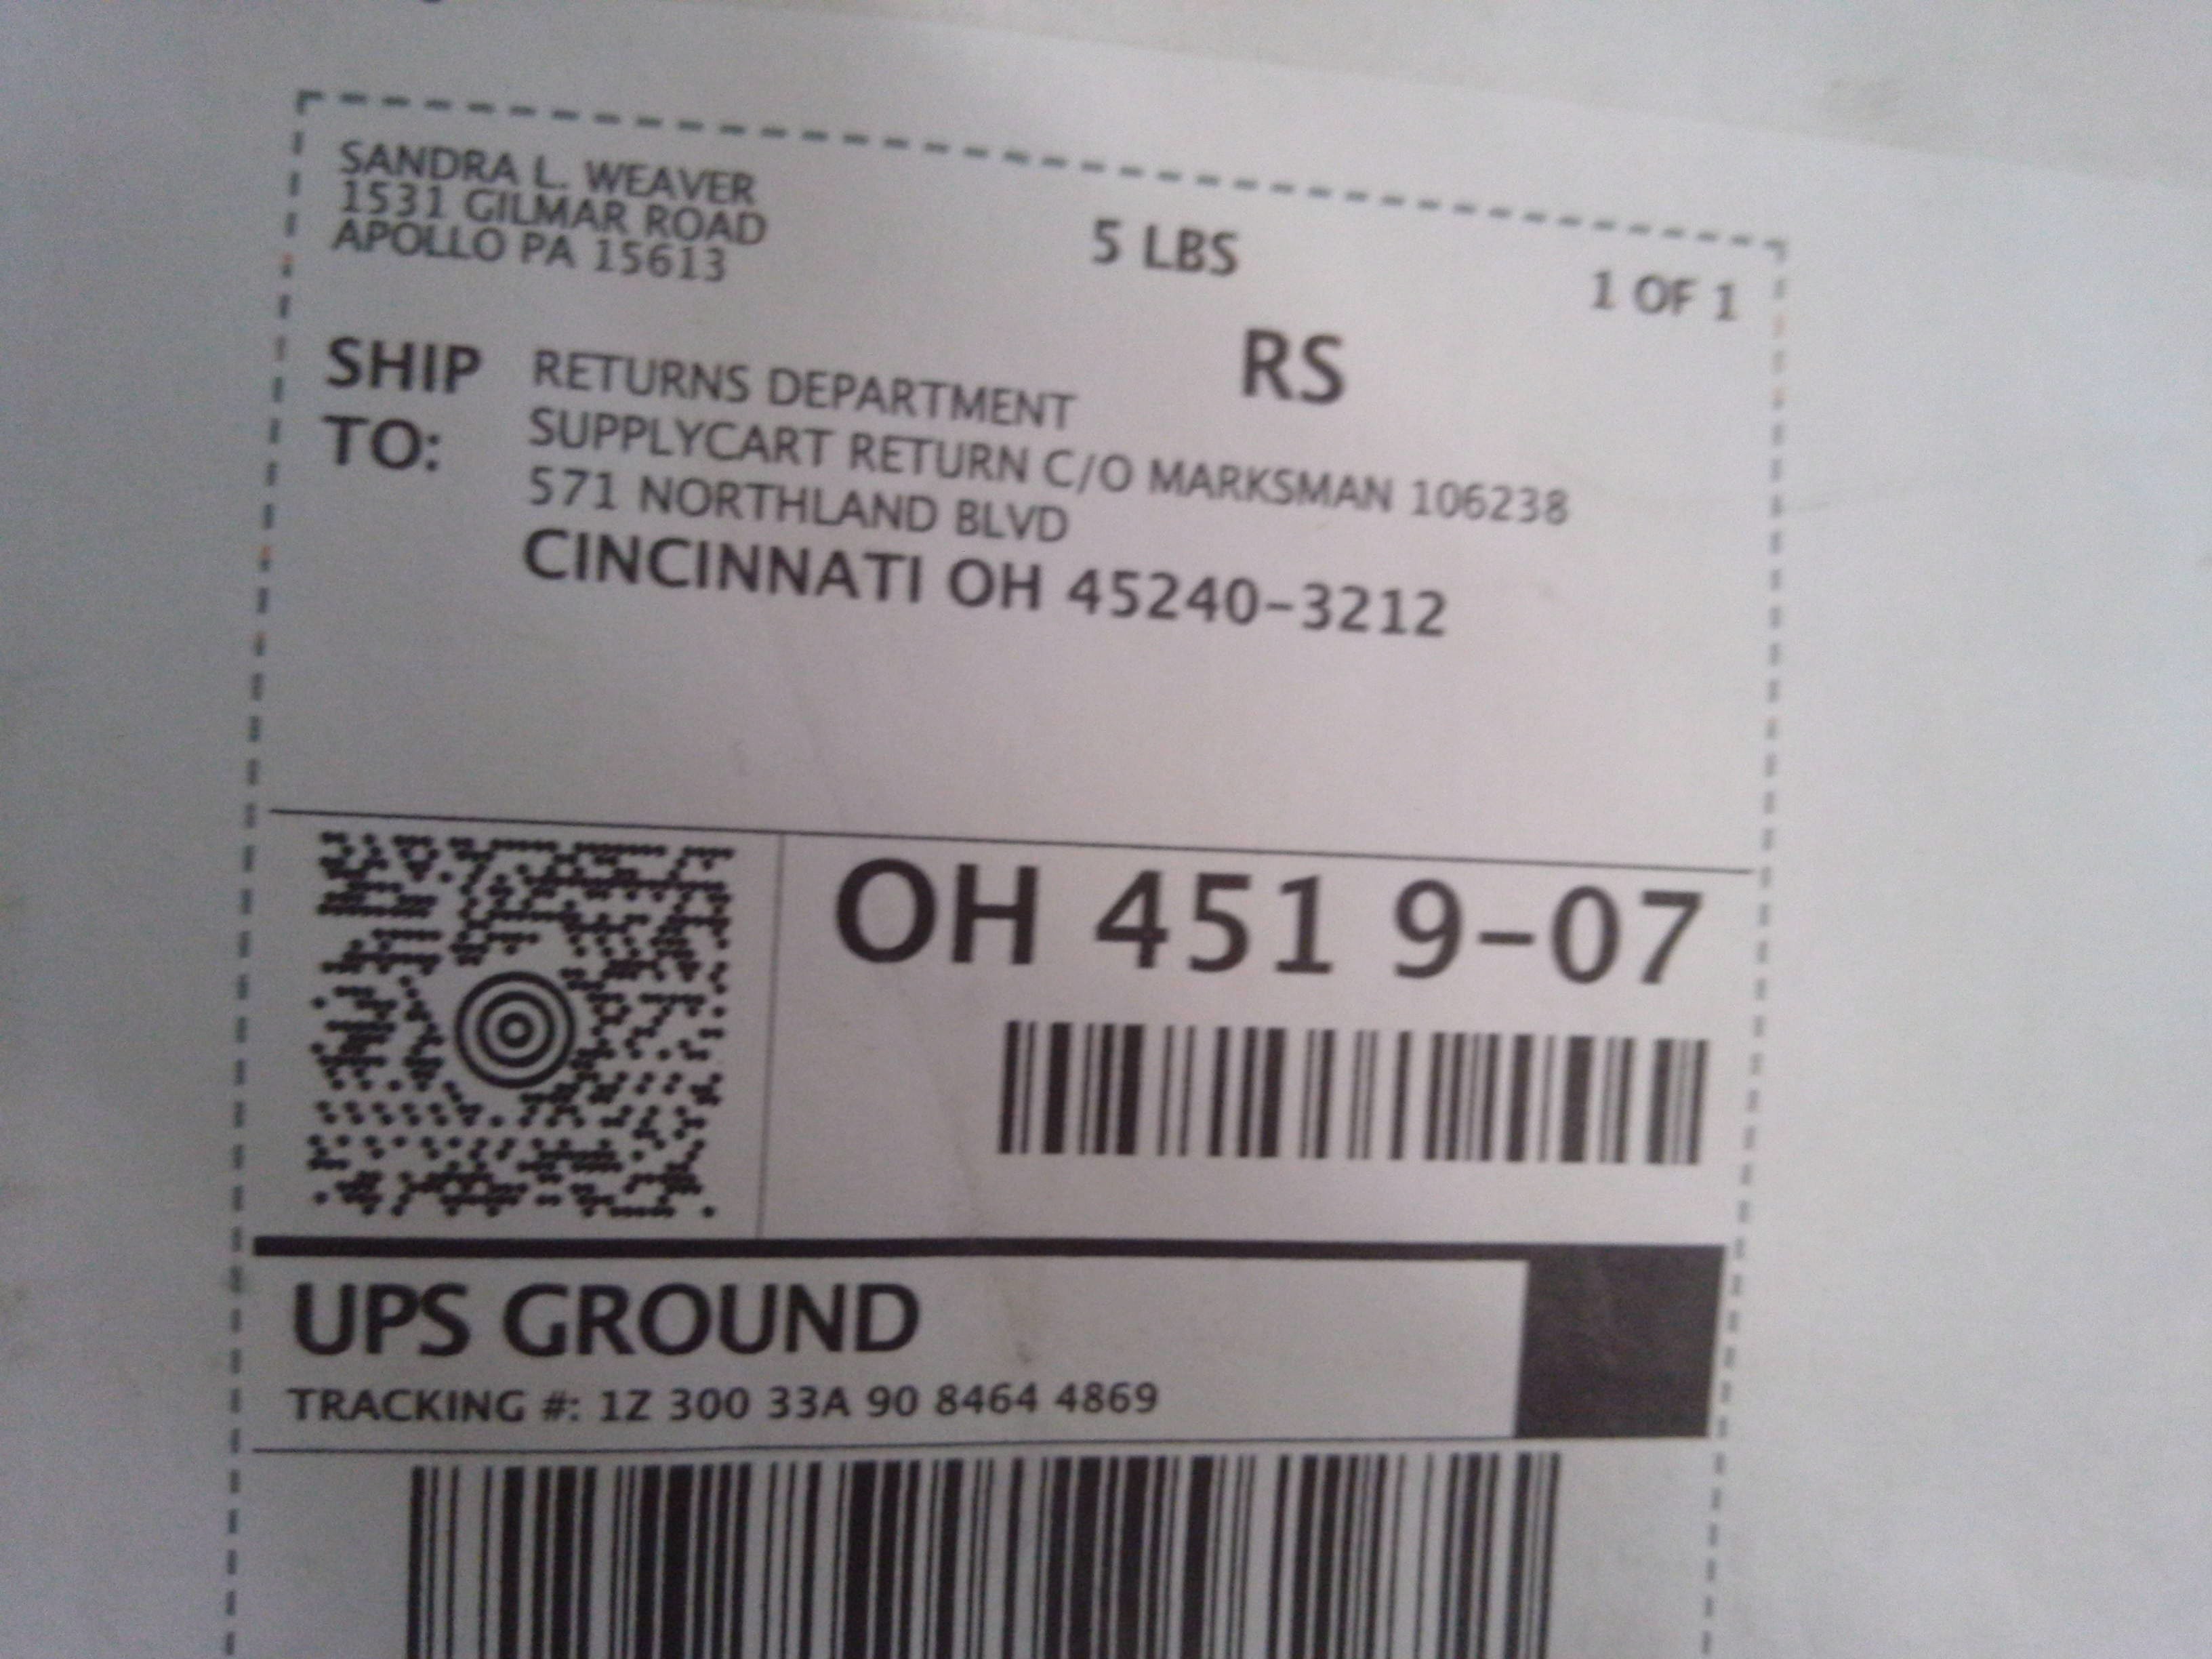 SANDRA L. WEAVER
1531 GILMAR ROAD
APOLLO PA 15613
5 LBS
1 OF 1
RS
SHIP TO:
RETURNS DEPARTMENT
SUPPLYCART RETURN C/O MARKSMAN 106238
571 NORTHLAND BLVD
CINCINNATI OH 45240-3212
OH 451 9-07
UPS GROUND
TRACKING #: 1Z 300 33A 90 8464 4869